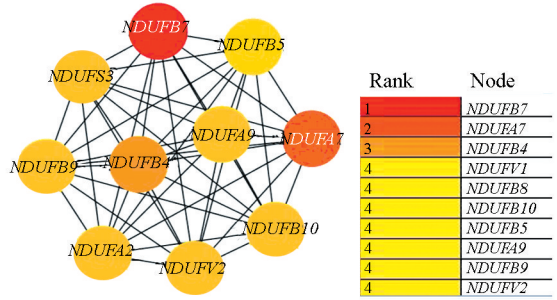 NDUFB7
NDUFB5
NDUFS3
NDUFA9
NDUFA7
NDUFB9
NDUFB4
NDUFB10
NDUFA2
NDUFV2
Rank Node
1 NDUFB7
2 NDUFA7
3 NDUFB4
4 NDUFV1
4 NDUFB8
4 NDUFB10
4 NDUFB5
4 NDUFA9
4 NDUFB9
4 NDUFV2